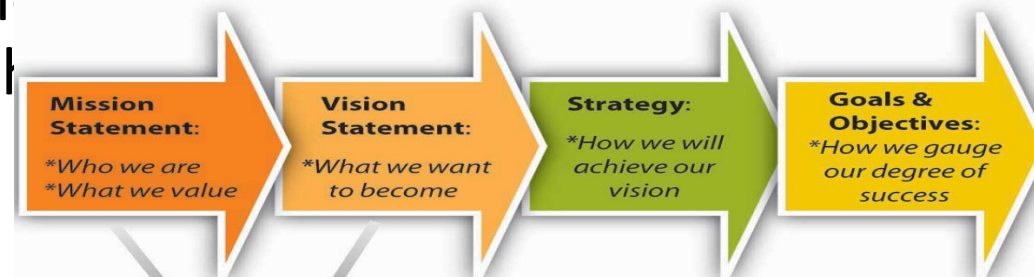 Mission
Statement:
*Who we are
*What we value
Vision
Statement:
*What we want
to become
Strategy:
*How we will
achieve our
vision
Goals &
Objectives:
*How we gauge
our degree of
success